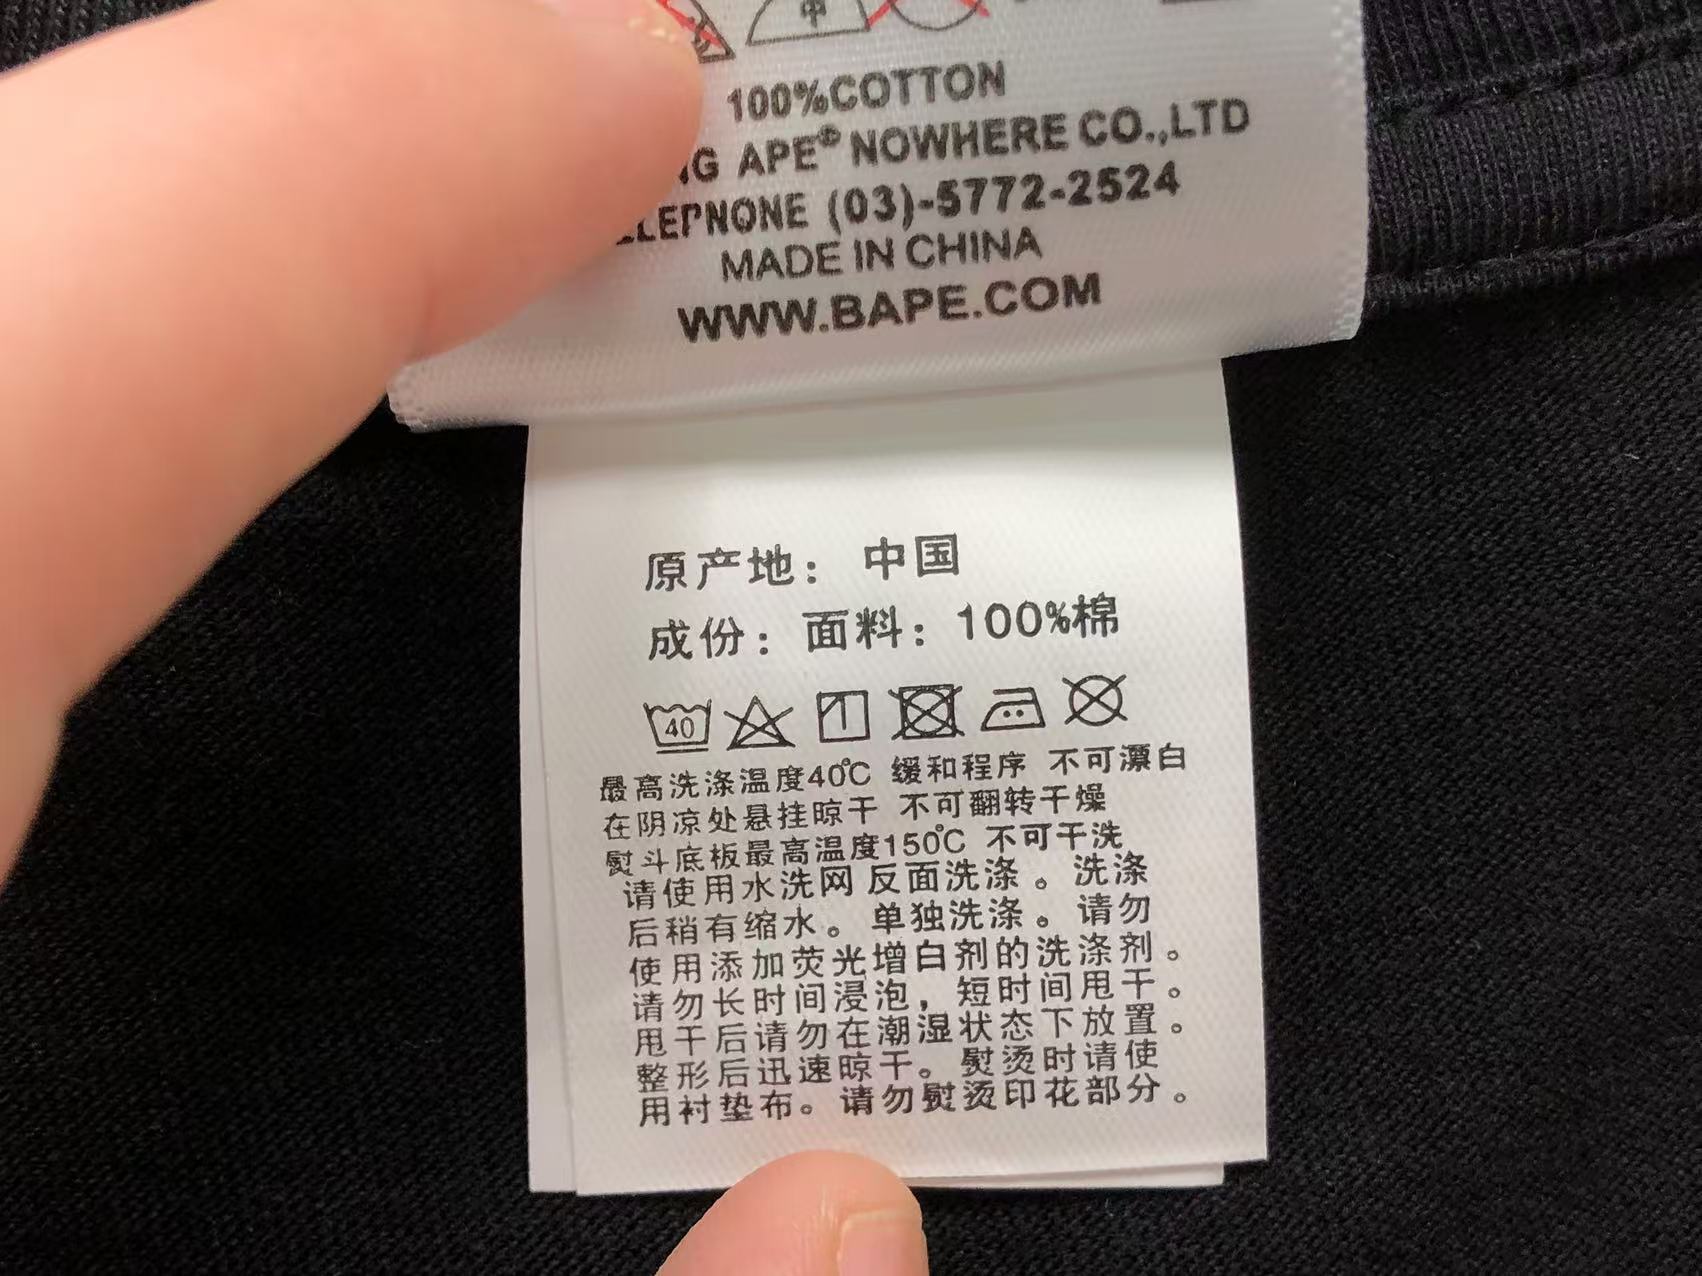 中
100%COTTON
NG APE® NOWHERE CO.,LTD
ELEPNONE (03)-5772-2524
MADE IN CHINA
WWW.BAPE.COM
原产地：中国
成份：面料：100%棉
40
最高洗涤温度40℃ 缓和程序 不可漂白
在阴凉处悬挂晾干 不可翻转干燥
熨斗底板最高温度150℃ 不可干洗
请使用水洗网 反面洗涤。洗涤
后稍有缩水。单独洗涤。请勿
使用添加荧光增白剂的洗涤剂。
请勿长时间浸泡，短时间甩干。
甩干后请勿在潮湿状态下放置。
整形后迅速晾干。熨烫时请使
用衬垫布。请勿熨烫印花部分。